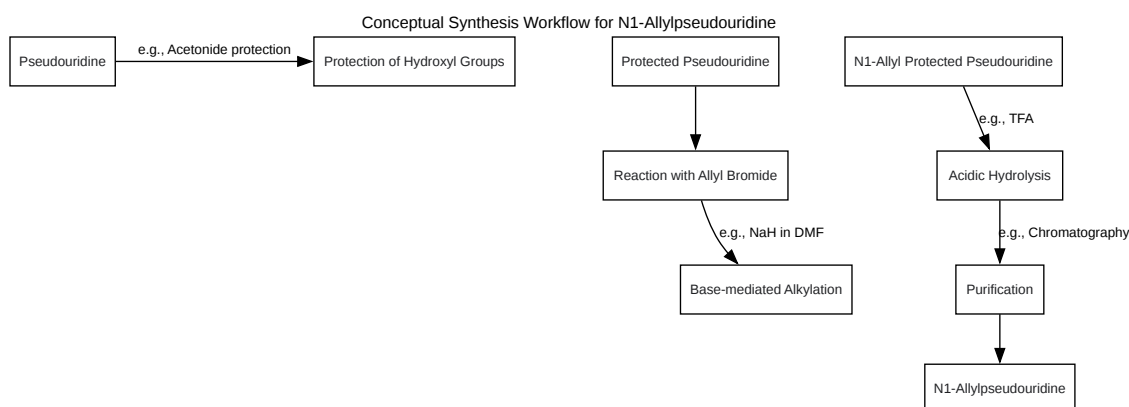 Conceptual Synthesis Workflow for N1-Allylpseudouridine
Pseudouridine
e.g., Acetonide protection
Protection of Hydroxyl Groups
Protected Pseudouridine
Reaction with Allyl Bromide
e.g., NaH in DMF
Base-mediated Alkylation
N1-Allyl Protected Pseudouridine
e.g., TFA
Acidic Hydrolysis
e.g., Chromatography
Purification
N1-Allylpseudouridine